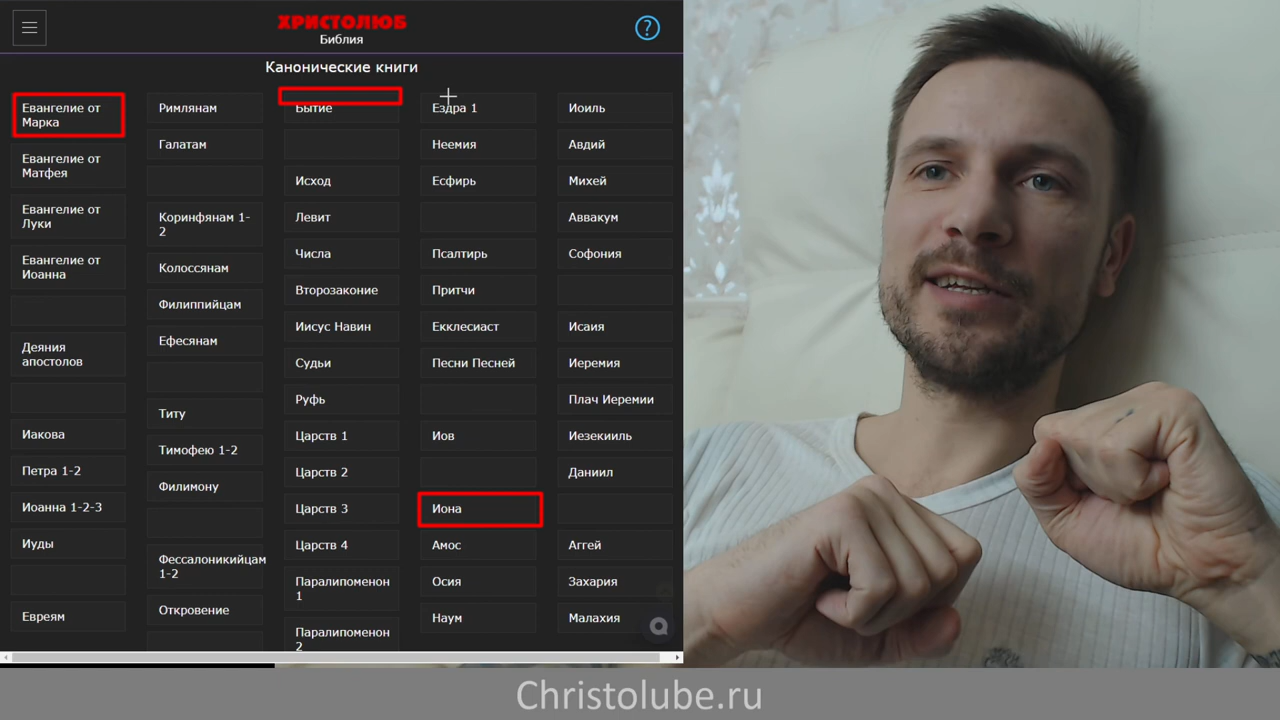 ХРИСТОЛЮБ
Библия
?
Канонические книги
Евангелие от
Марка
Евангелие от
Матфея
Евангелие от
Луки
Евангелие от
Иоанна
Деяния
апостолов
Иакова
Петра 1-2
Иоанна 1-2-3
Иуды
Евреям
Римлянам
Галатам
Коринфянам 1-
2
Колоссянам
Филиппийцам
Ефесянам
Титу
Тимофею 1-2
Филимону
Фессалоникийцам
1-2
Откровение
Бытие
Исход
Левит
Числа
Второзаконие
Иисус Навин
Судьи
Руфь
Царств 1
Царств 2
Царств 3
Царств 4
Паралипоменон
1
Паралипоменон
2
Ездра 1
Неемия
Есфирь
Псалтирь
Притчи
Екклесиаст
Песни Песней
Иов
Иона
Амос
Осия
Наум
Иоиль
Авдий
Михей
Аввакум
Софония
Исаия
Иеремия
Плач Иеремии
Иезекииль
Даниил
Аггей
Захария
Малахия
Christolube.ru